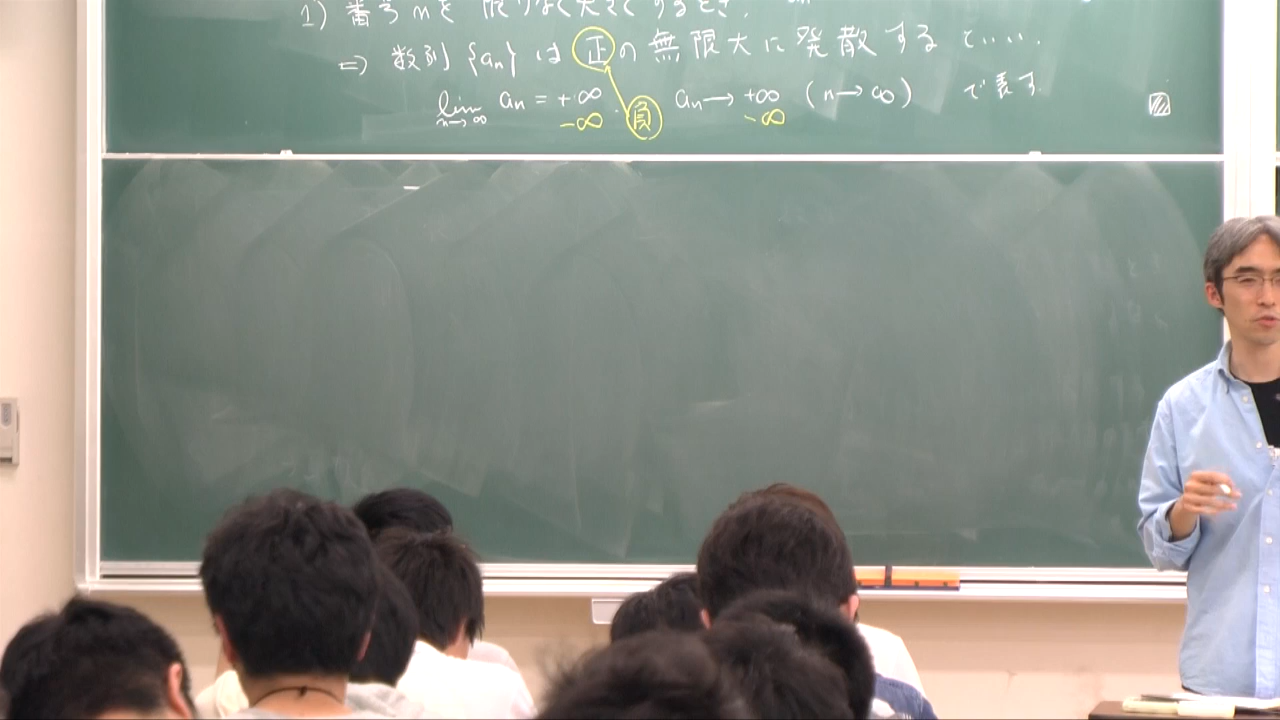 1) 番号 n を 限りなく大きくするとき、
⇒ 数列 {an} は 正の 無限大に発散する といい、
lim n→∞ an = +∞. an → +∞ (n→∞) で表す.
-∞ 負 -∞